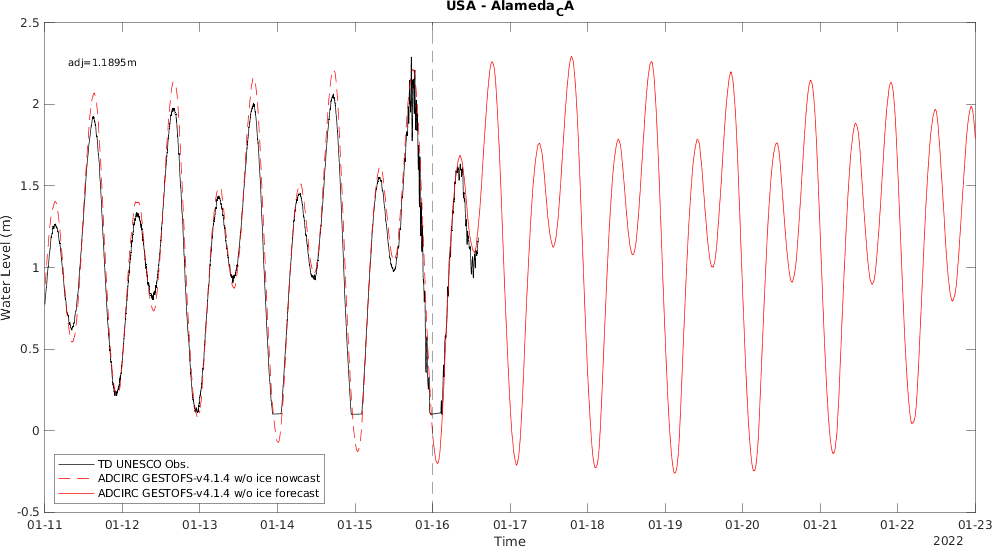 USA - Alameda_CA
2.5
adj=1.1895m
2
1.5
Water Level (m)
1
0.5
0
TD UNESCO Obs.
ADCIRC GESTOFS-v4.1.4 w/o ice nowcast
ADCIRC GESTOFS-v4.1.4 w/o ice forecast
-0.5
01-11 01-12 01-13 01-14 01-15 01-16 01-17 01-18 01-19 01-20 01-21 01-22 01-23
Time
2022